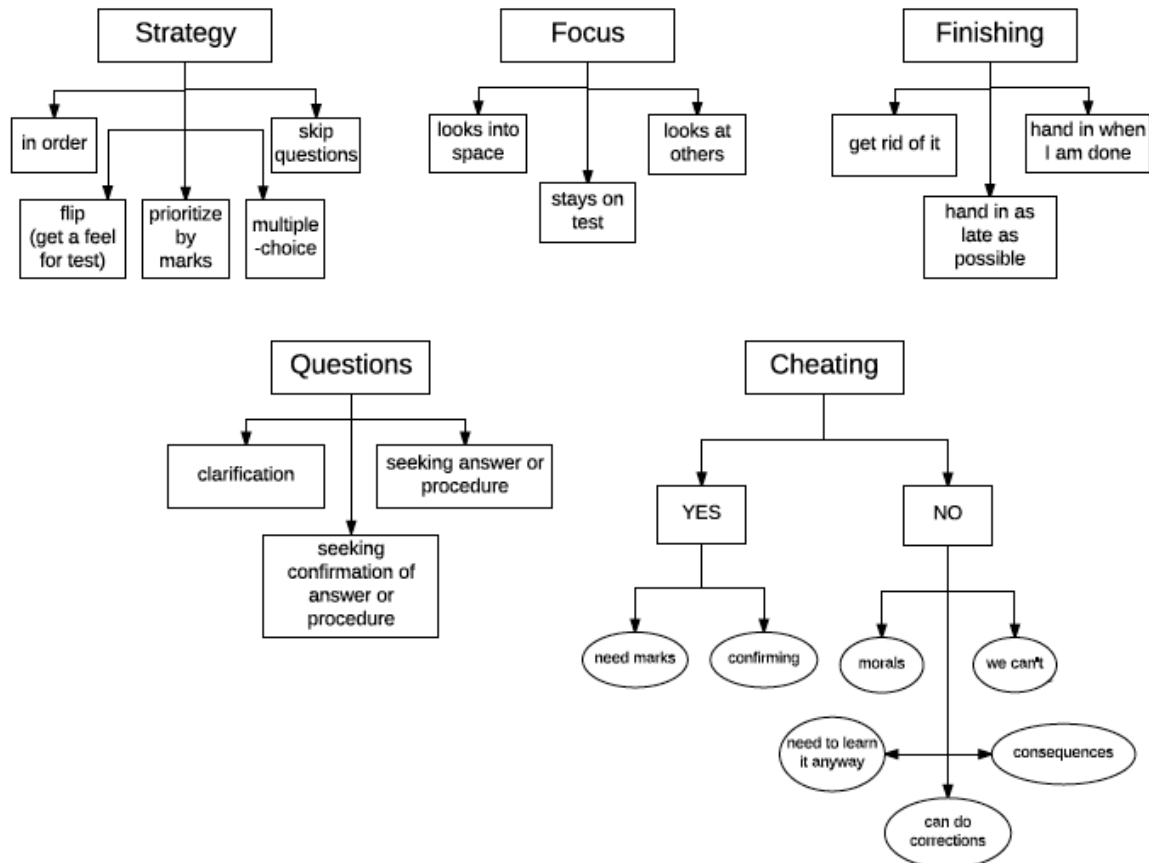 Strategy
in order
flip
(get a feel
for test)
prioritize
by
marks
multiple
-choice
skip
questions
Focus
looks into
space
stays on
test
looks at
others
Finishing
get rid of it
hand in as
late as
possible
hand in when
I am done
Questions
clarification
seeking
confirmation of
answer or
procedure
seeking answer or
procedure
Cheating
YES
need marks
confirming
NO
morals
we can't
need to learn
it anyway
consequences
can do
corrections